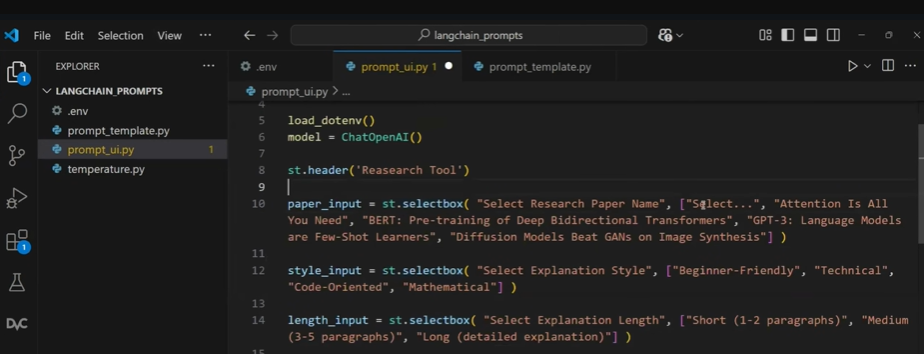 File Edit Selection View ··· langchain_prompts
EXPLORER ···
.env prompt_ui.py 1 prompt_template.py
LANGCHAIN_PROMPTS
prompt_ui.py > ...
.env
prompt_template.py
prompt_ui.py 1
temperature.py
1
1
DVC
4
5 load_dotenv()
6 model = ChatOpenAI()
7
8 st.header('Reasearch Tool')
9
10 paper_input = st.selectbox( "Select Research Paper Name", ["Select...", "Attention Is All
You Need", "BERT: Pre-training of Deep Bidirectional Transformers", "GPT-3: Language Models
are Few-Shot Learners", "Diffusion Models Beat GANs on Image Synthesis"] )
11
12 style_input = st.selectbox( "Select Explanation Style", ["Beginner-Friendly", "Technical",
"Code-Oriented", "Mathematical"] )
13
14 length_input = st.selectbox( "Select Explanation Length", ["Short (1-2 paragraphs)", "Medium
(3-5 paragraphs)", "Long (detailed explanation)"] )
15